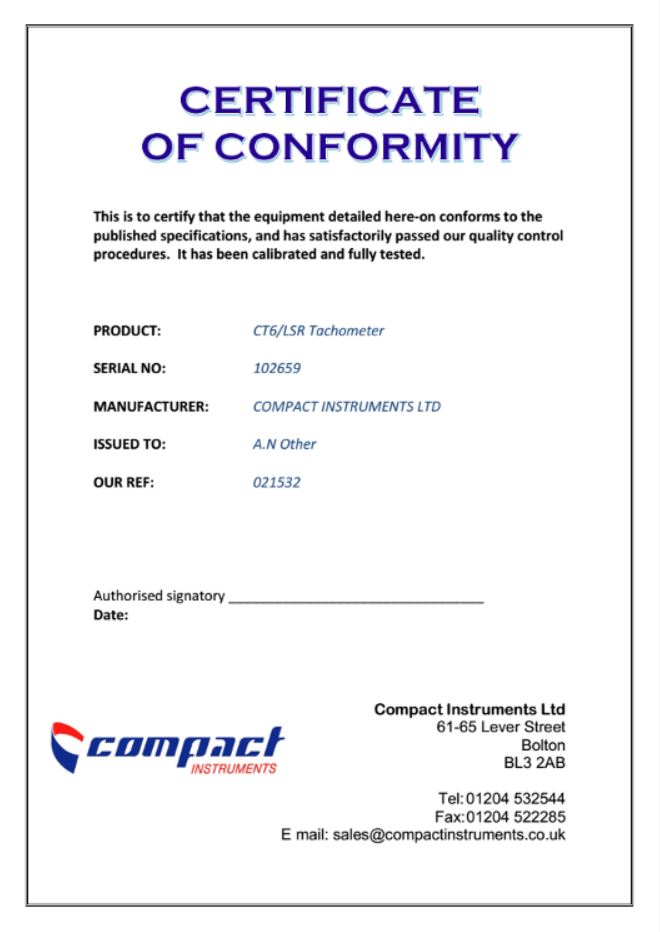 CERTIFICATE
OF CONFORMITY
This is to certify that the equipment detailed here-on conforms to the
published specifications, and has satisfactorily passed our quality control
procedures.  It has been calibrated and fully tested.
PRODUCT: CT6/LSR Tachometer
SERIAL NO: 102659
MANUFACTURER: COMPACT INSTRUMENTS LTD
ISSUED TO: A.N Other
OUR REF: 021532
Authorised signatory ________________________________
Date:
compact
INSTRUMENTS
Compact Instruments Ltd
61-65 Lever Street
Bolton
BL3 2AB
Tel: 01204 532544
Fax: 01204 522285
E mail: sales@compactinstruments.co.uk